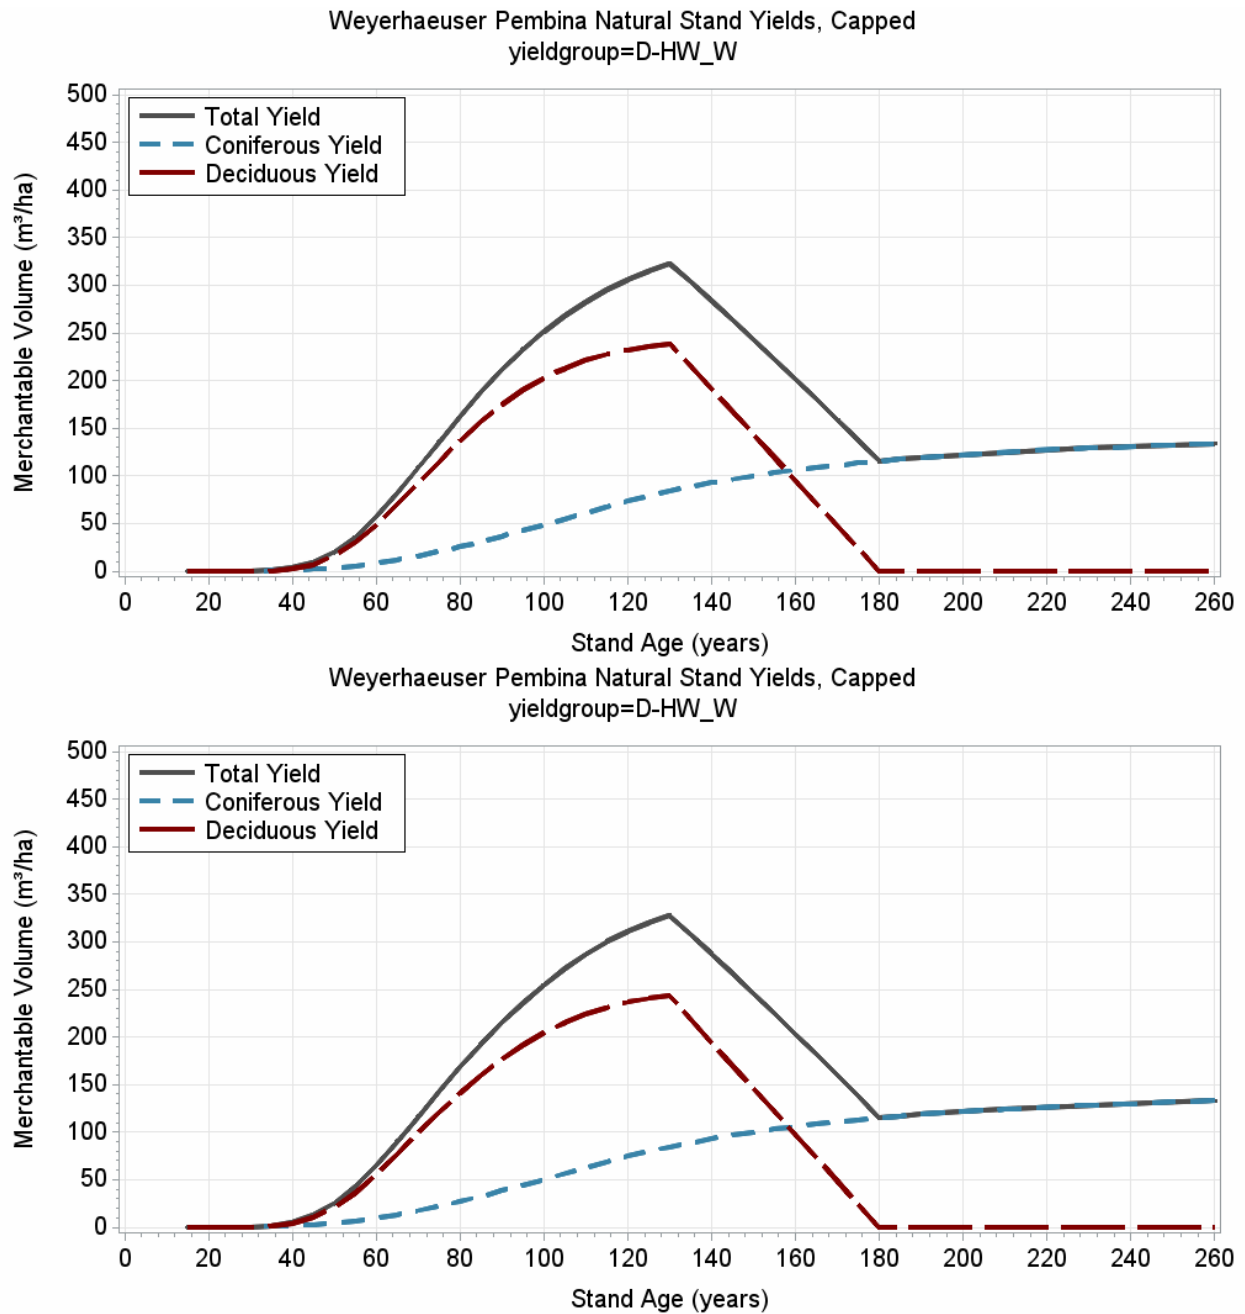 Weyerhaeuser Pembina Natural Stand Yields, Capped
yieldgroup=D-HW_W
Merchantable Volume (m³/ha)
500
450
400
350
300
250
200
150
100
50
0
Total Yield
Coniferous Yield
Deciduous Yield
0 20 40 60 80 100 120 140 160 180 200 220 240 260
Stand Age (years)
Weyerhaeuser Pembina Natural Stand Yields, Capped
yieldgroup=D-HW_W
Merchantable Volume (m³/ha)
500
450
400
350
300
250
200
150
100
50
0
Total Yield
Coniferous Yield
Deciduous Yield
0 20 40 60 80 100 120 140 160 180 200 220 240 260
Stand Age (years)